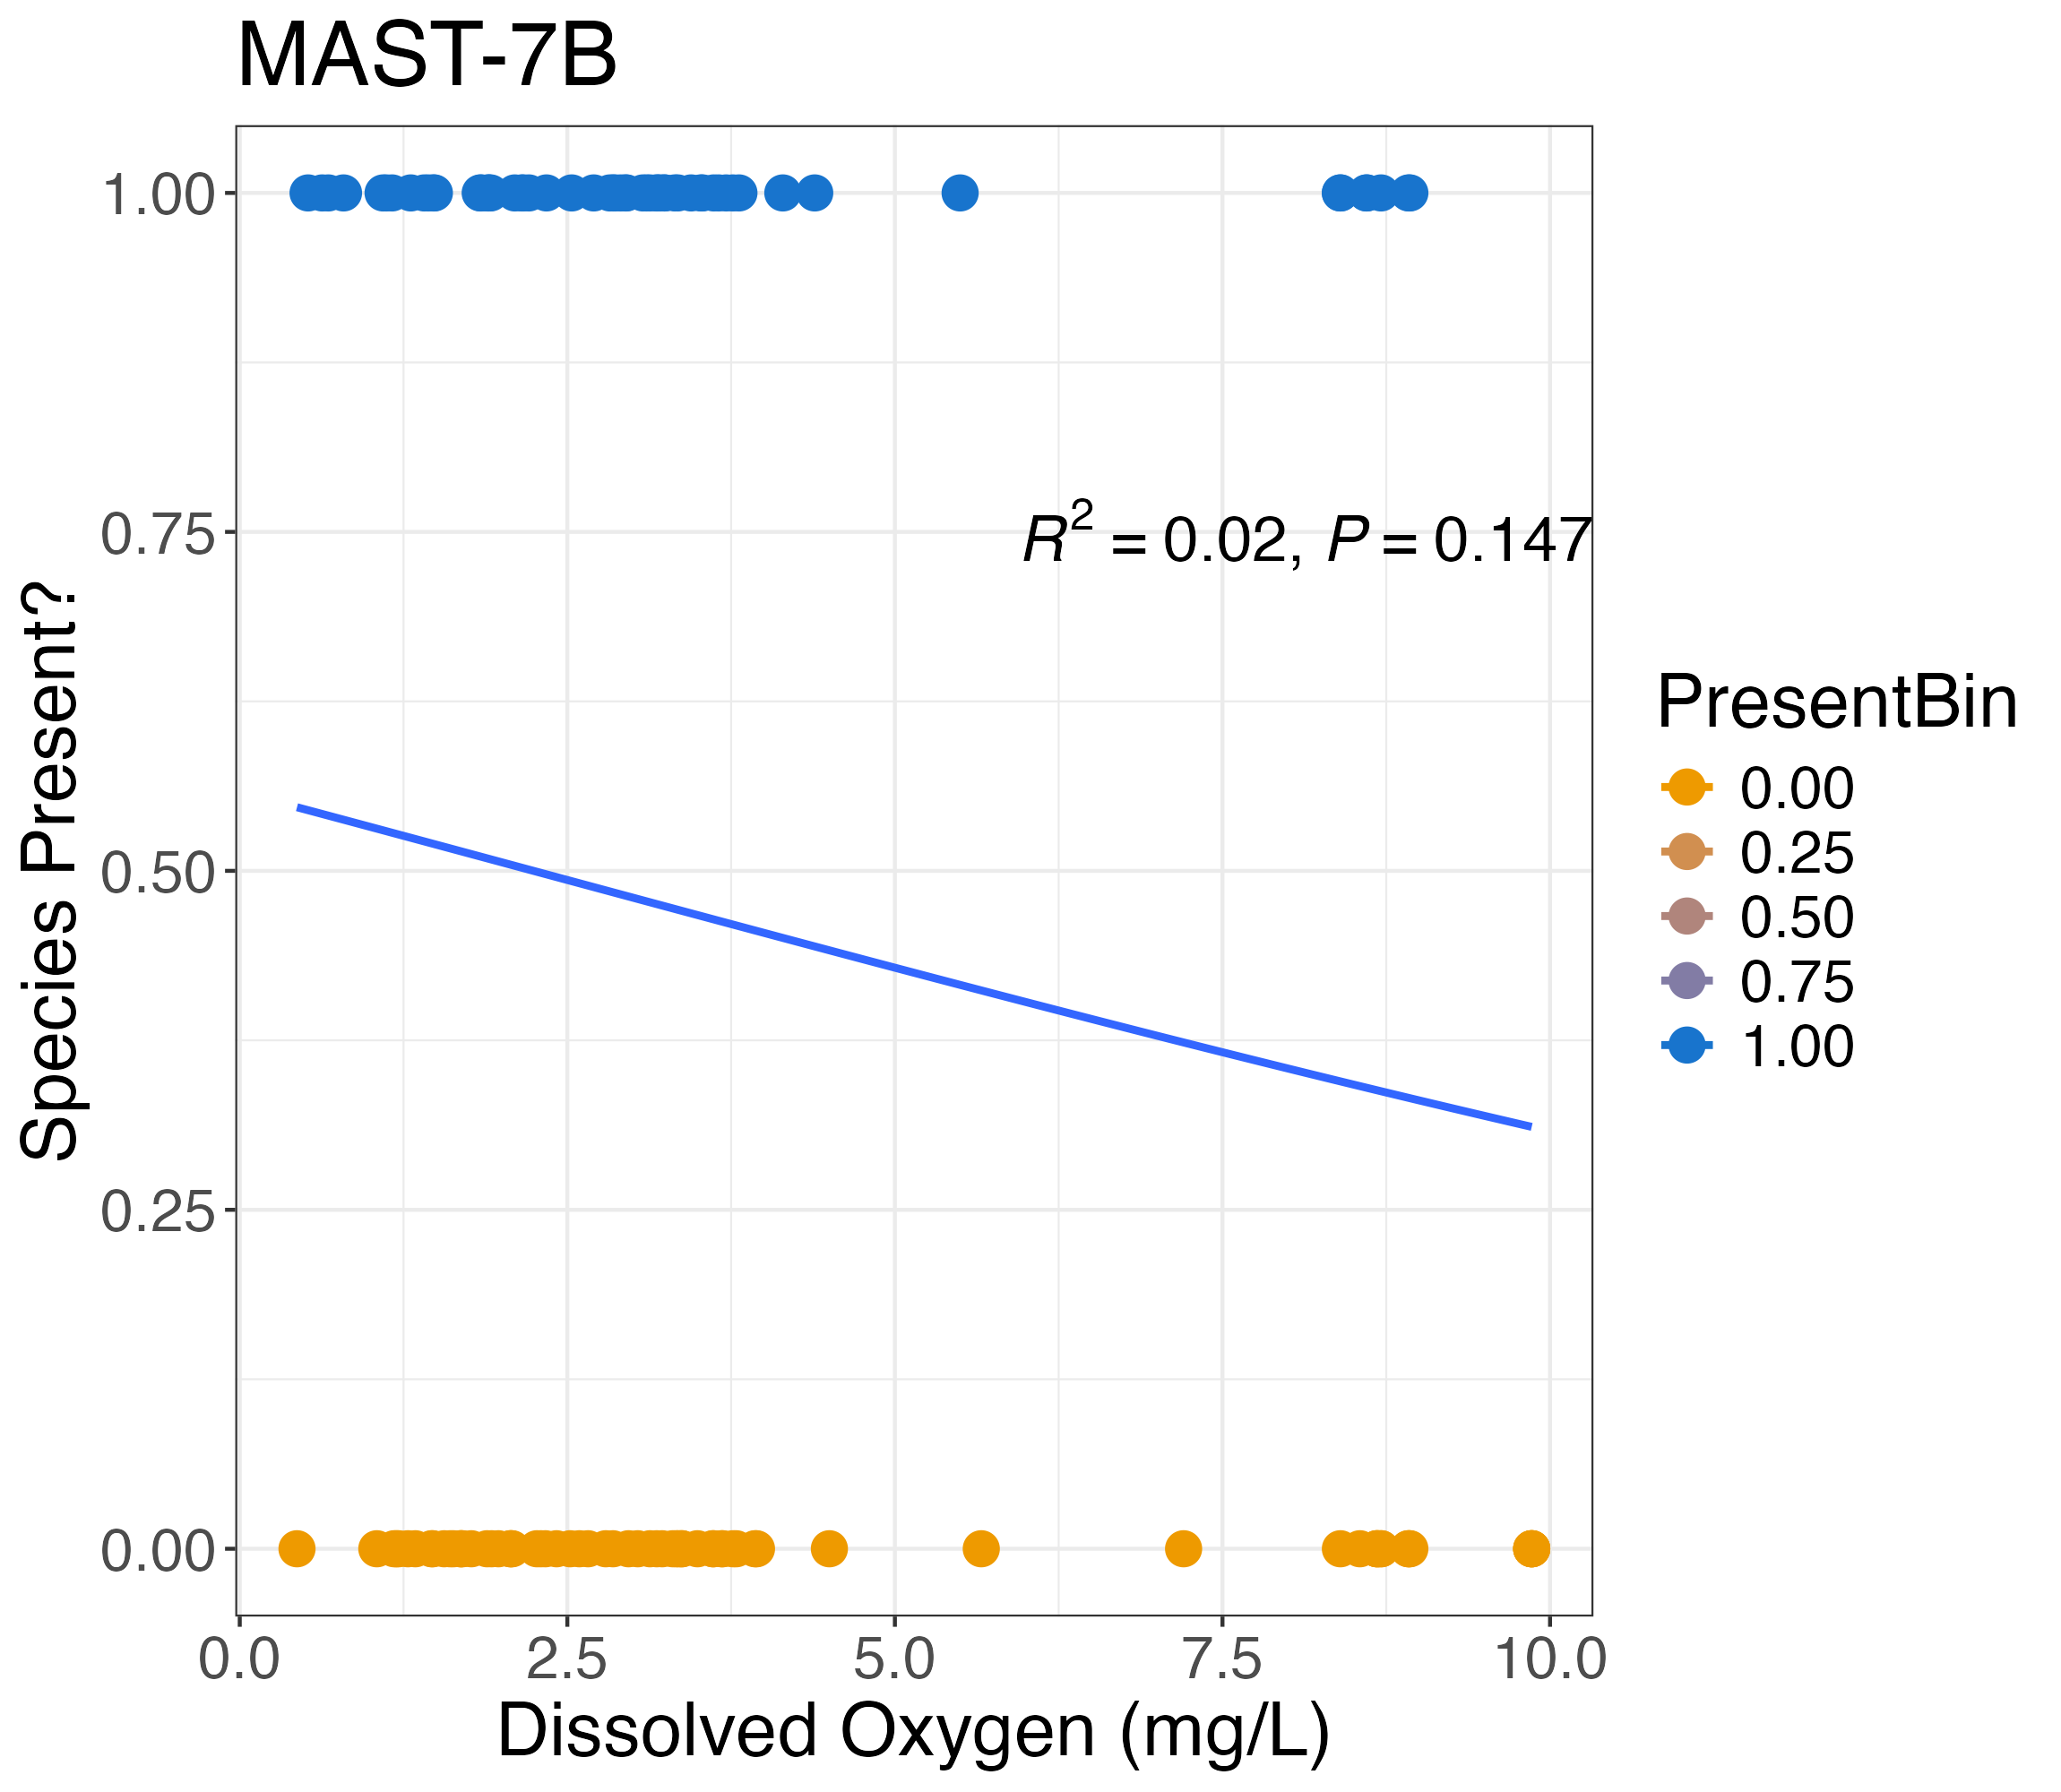 MAST-7B
1.00
0.75
0.50
0.25
0.00
Species Present?
R² = 0.02, P = 0.147
0.0 2.5 5.0 7.5 10.0
Dissolved Oxygen (mg/L)
PresentBin
0.00
0.25
0.50
0.75
1.00